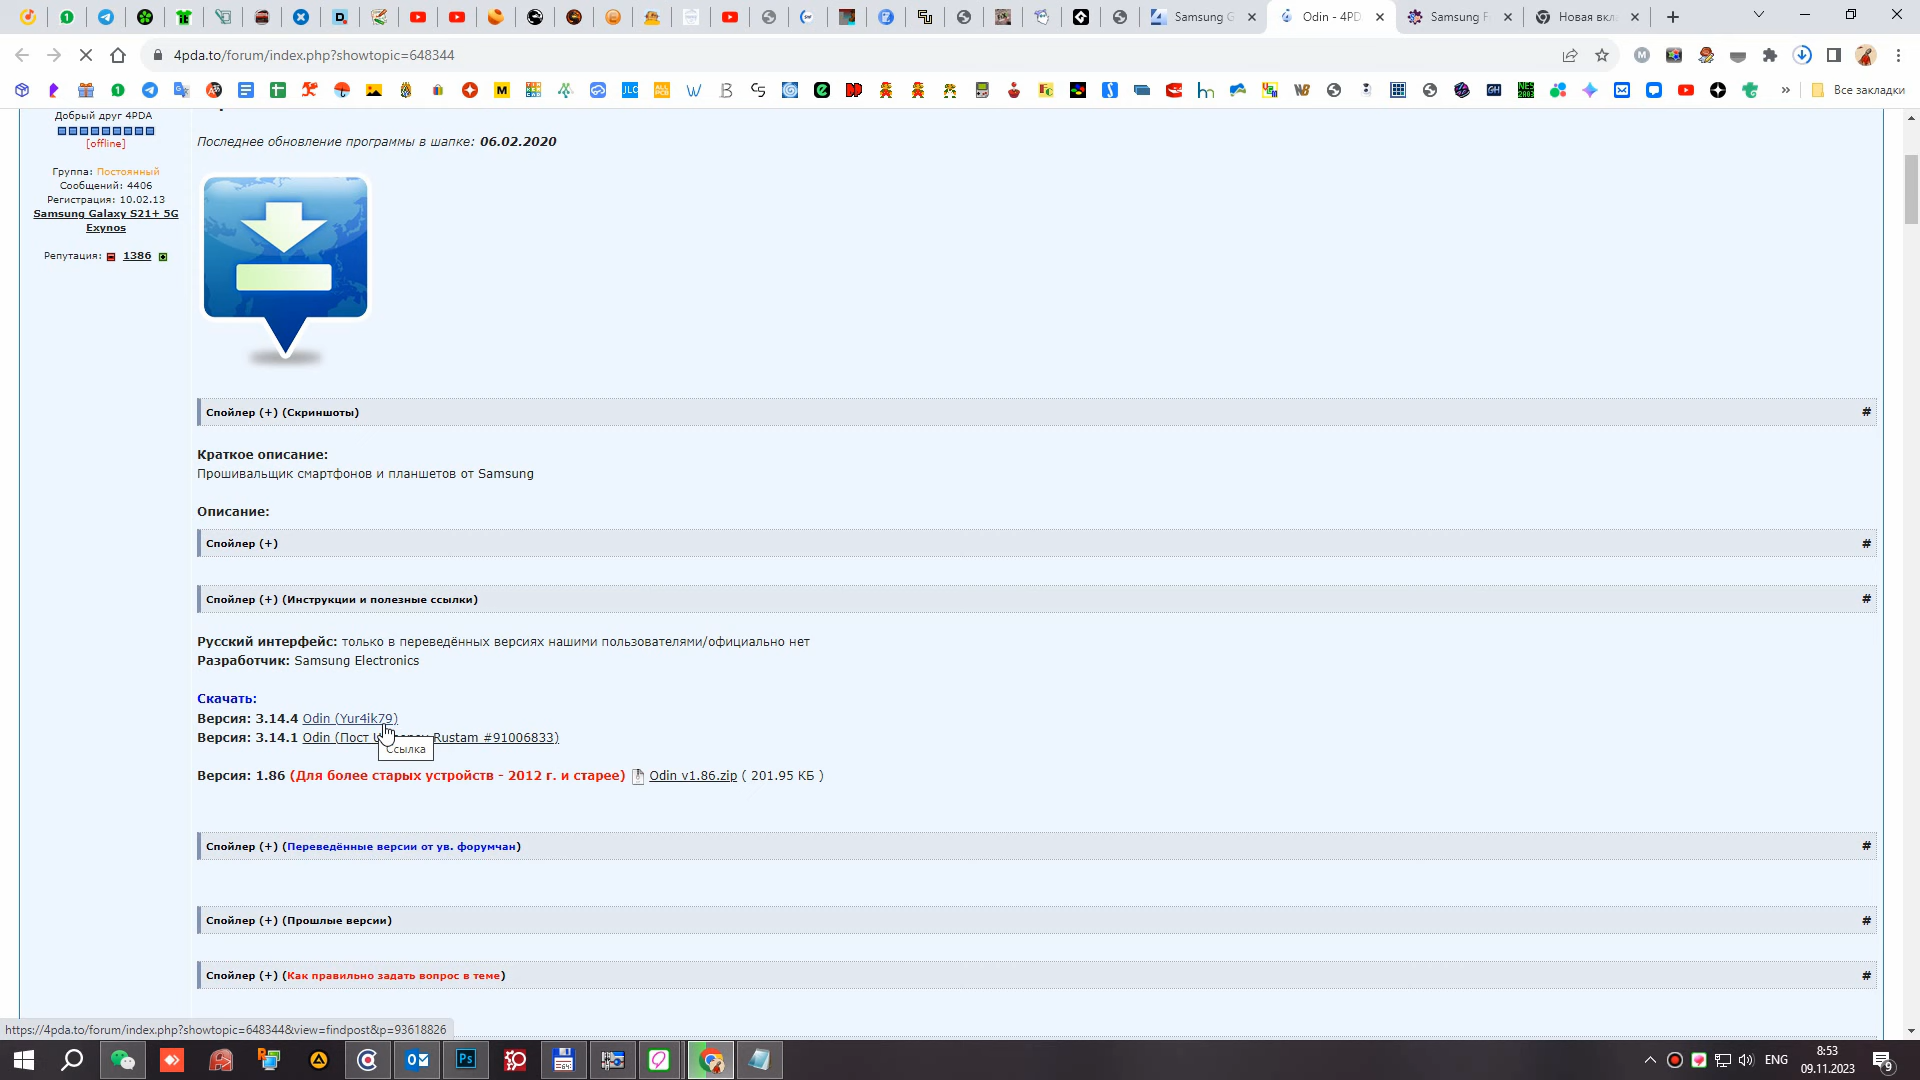 Samsung G
Odin - 4PD
Samsung F
Новая вкла
4pda.to/forum/index.php?showtopic=648344
Все закладки
Добрый друг 4PDA
[offline]
Группа: Постоянный
Сообщений: 4406
Регистрация: 10.02.13
Samsung Galaxy S21+ 5G
Exynos
Репутация: 1386
Последнее обновление программы в шапке: 06.02.2020
Спойлер (+) (Скриншоты) #
Краткое описание:
Прошивальщик смартфонов и планшетов от Samsung
Описание:
Спойлер (+) #
Спойлер (+) (Инструкции и полезные ссылки) #
Русский интерфейс: только в переведённых версиях нашими пользователями/официально нет
Разработчик: Samsung Electronics
Скачать:
Версия: 3.14.4 Odin (Yur4ik79)
Версия: 3.14.1 Odin (Пост Rustam #91006833)
Ссылка
Версия: 1.86 (Для более старых устройств - 2012 г. и старее) Odin v1.86.zip ( 201.95 КБ )
Спойлер (+) (Переведённые версии от ув. форумчан) #
Спойлер (+) (Прошлые версии) #
Спойлер (+) (Как правильно задать вопрос в теме) #
https://4pda.to/forum/index.php?showtopic=648344&view=findpost&p=93618826
ENG
8:53
09.11.2023
9